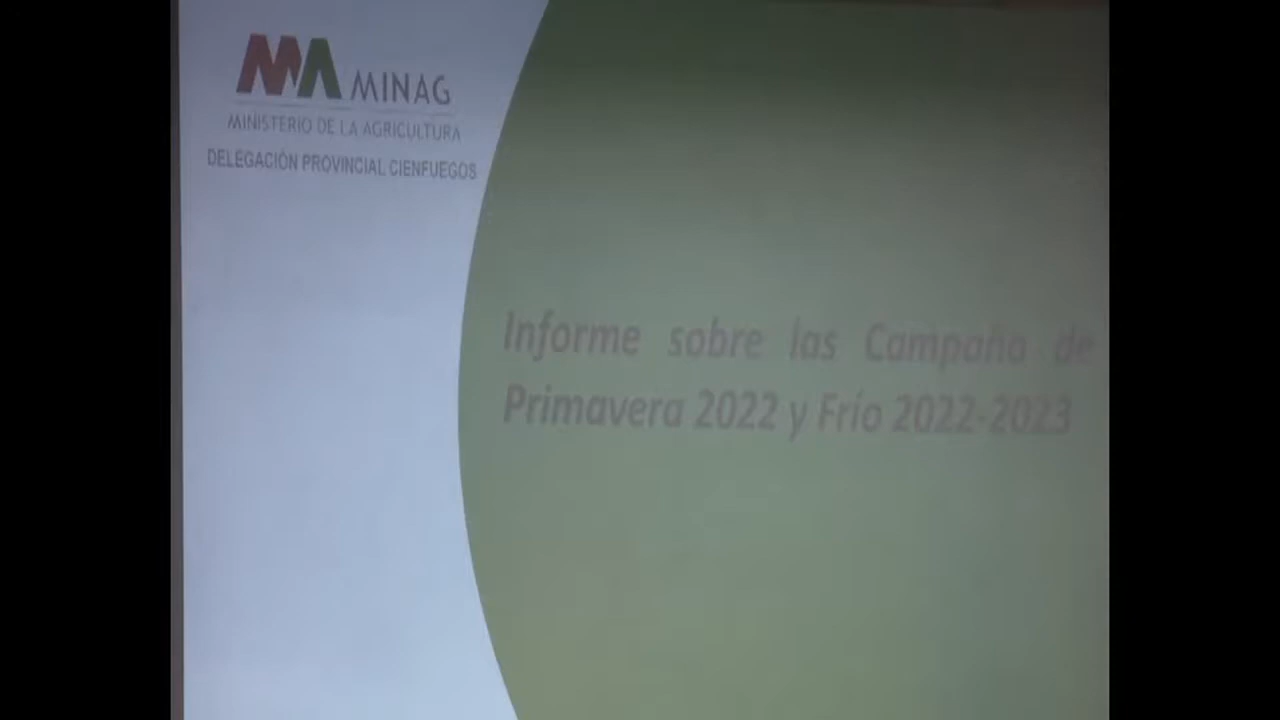 MINAG
MINISTERIO DE LA AGRICULTURA
DELEGACIÓN PROVINCIAL CIENFUEGOS
Informe sobre las Campaña de
Primavera 2022 y Frío 2022-2023